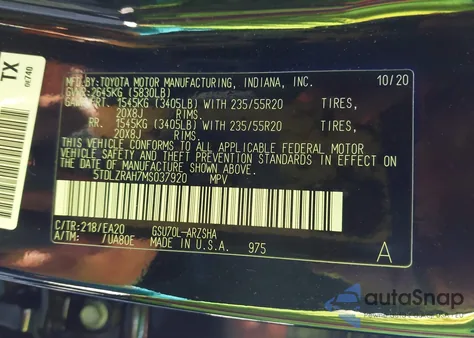 TX
0E740
MFD.BY:TOYOTA MOTOR MANUFACTURING, INDIANA, INC. 10/20
GVWR:2645KG (5830LB)
GAWR:FRT. 1545KG (3405LB) WITH 235/55R20 TIRES,
20X8J RIMS.
RR. 1545KG (3405LB) WITH 235/55R20 TIRES,
20X8J RIMS.
THIS VEHICLE CONFORMS TO ALL APPLICABLE FEDERAL MOTOR
VEHICLE SAFETY AND THEFT PREVENTION STANDARDS IN EFFECT ON
THE DATE OF MANUFACTURE SHOWN ABOVE.
5TDLZRAH7MS037920 MPV
C/TR:218/EA20 GSU70L-ARZSHA
A/TM: /UA80E MADE IN U.S.A. 975
A
autoSnap